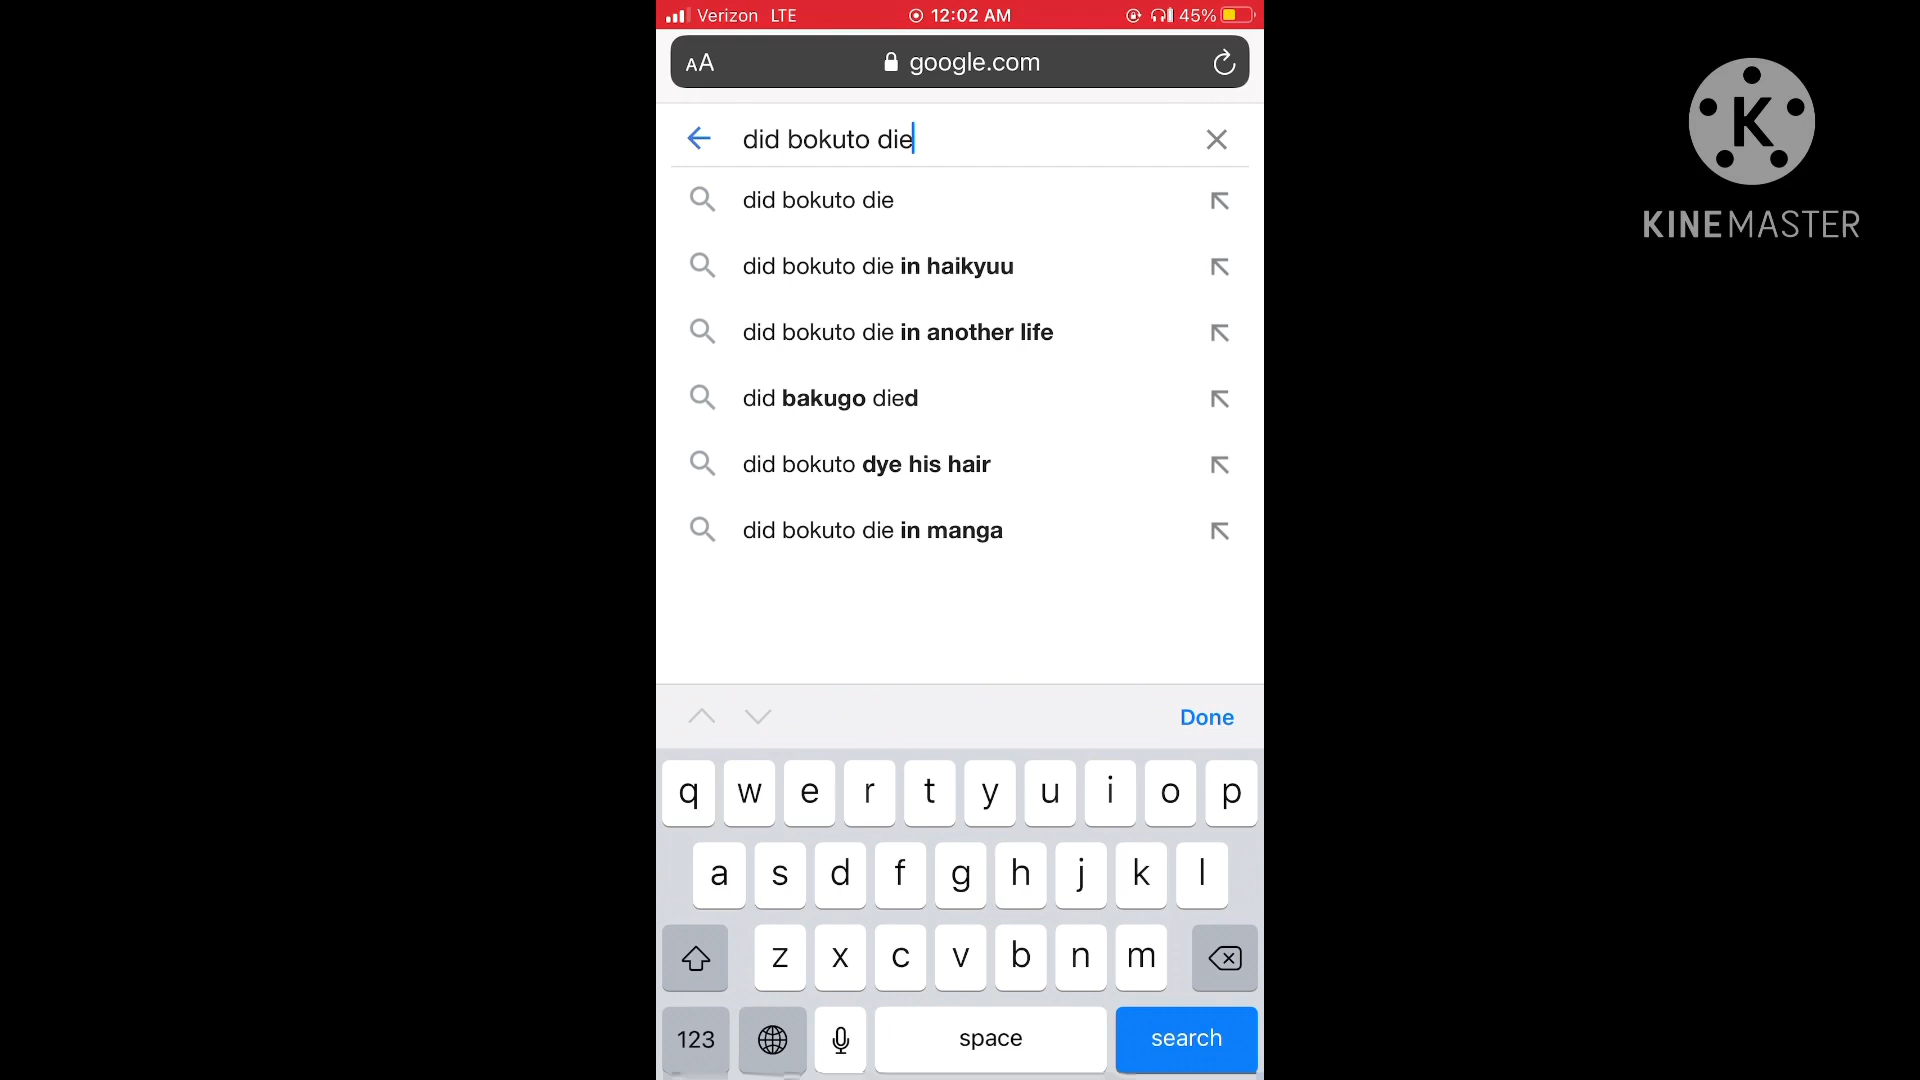 Verizon LTE 12:02 AM 45%
AA google.com
did bokuto die
did bokuto die
did bokuto die in haikyuu
did bokuto die in another life
did bakugo died
did bokuto dye his hair
did bokuto die in manga
Done
q w e r t y u i o p
a s d f g h j k l
z x c v b n m
123 space search
K
KINEMASTER